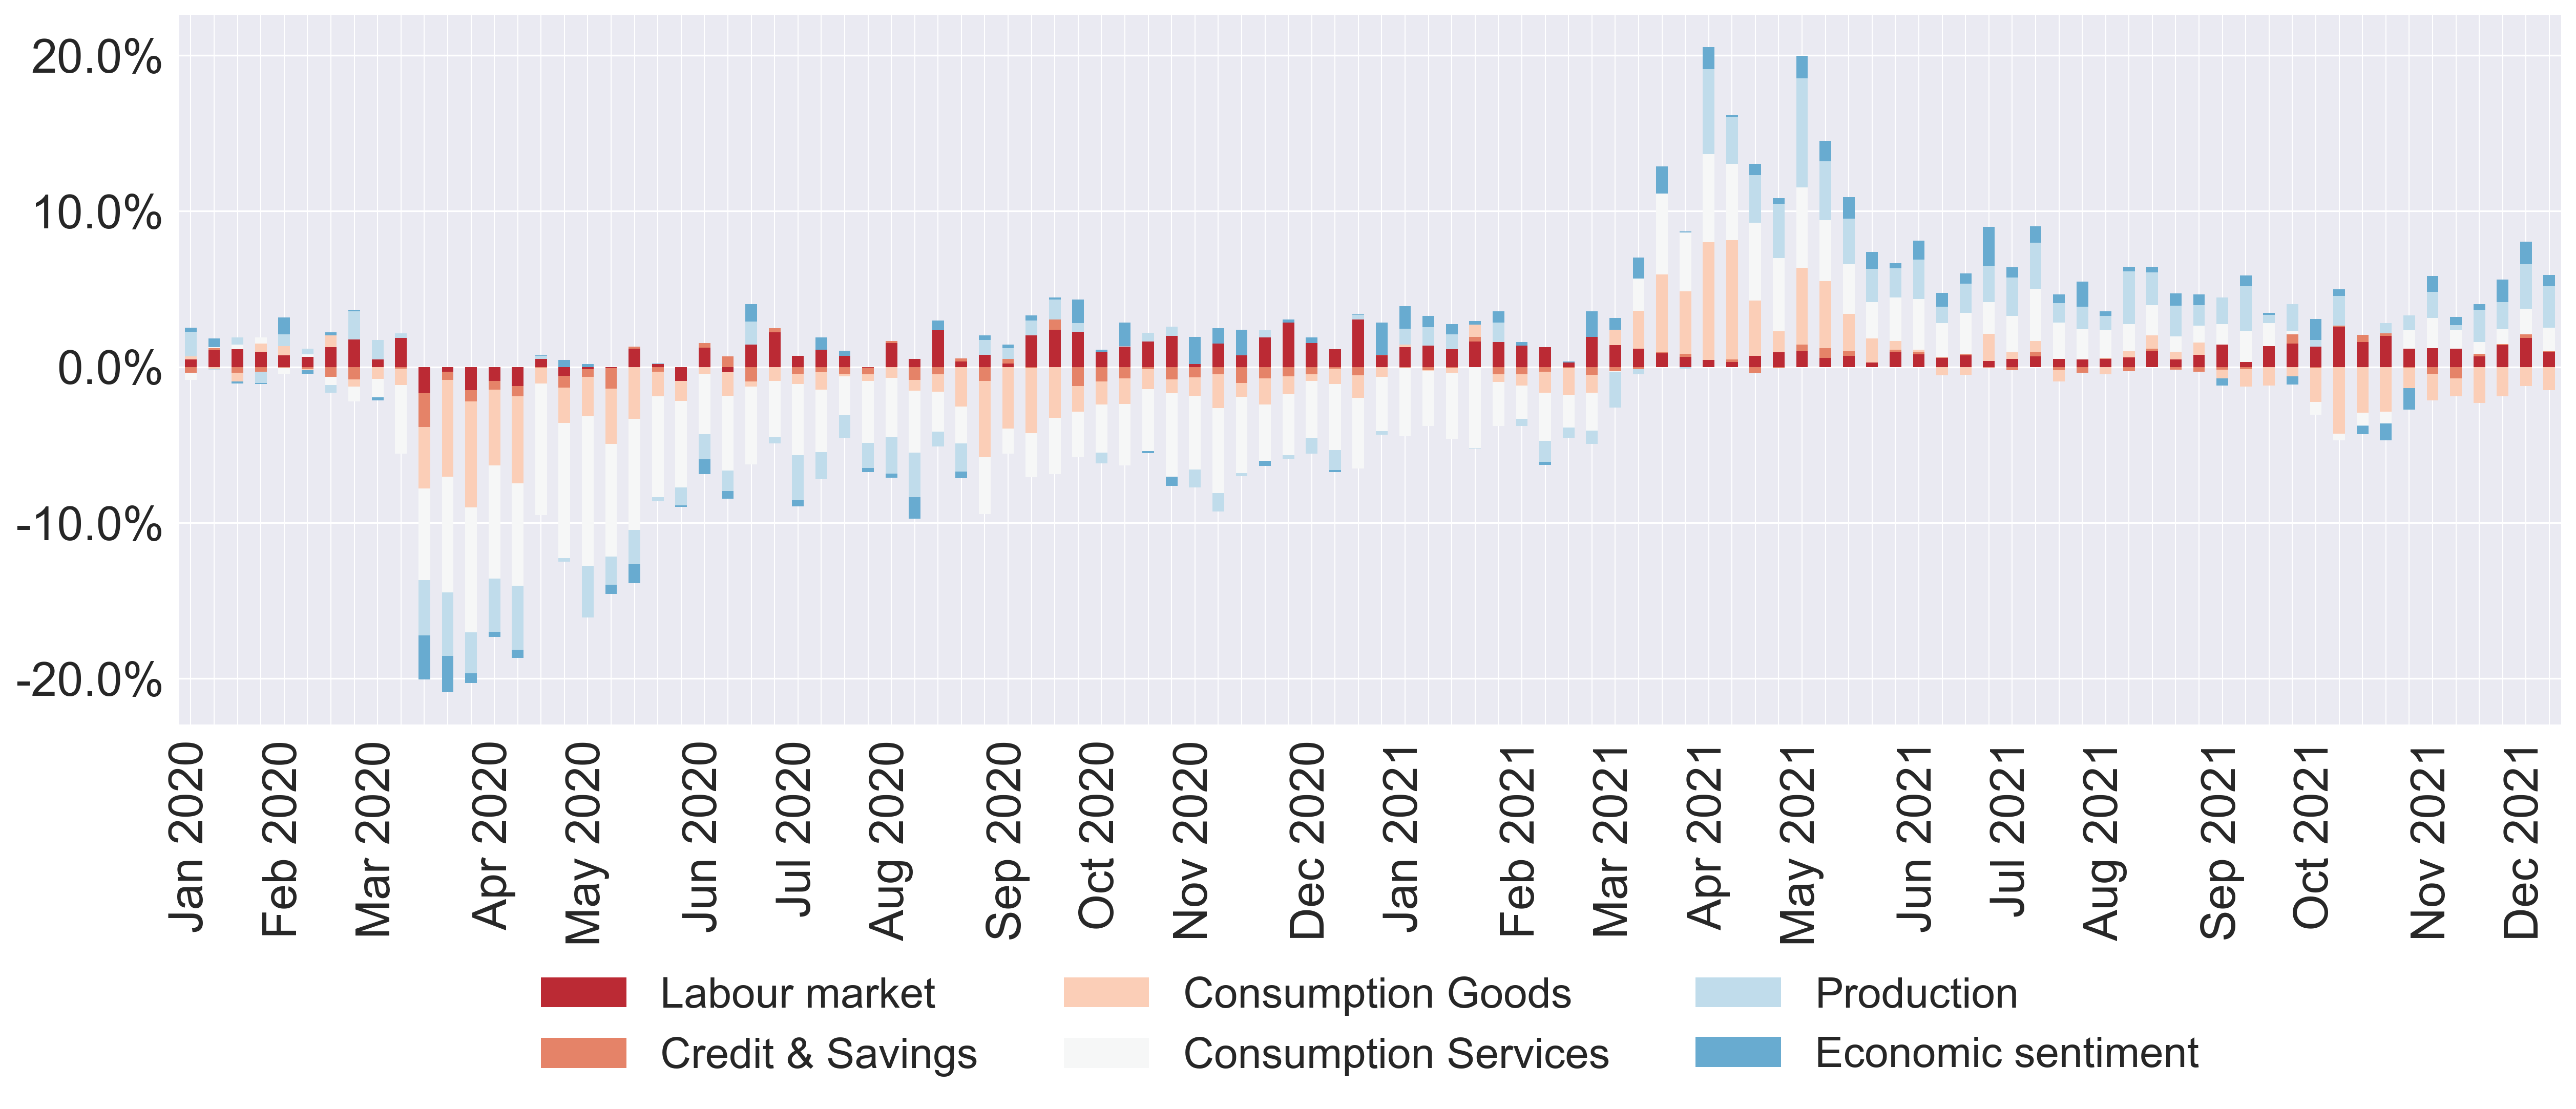 20.0%
10.0%
0.0%
-10.0%
-20.0%
Jan 2020
Feb 2020
Mar 2020
Apr 2020
May 2020
Jun 2020
Jul 2020
Aug 2020
Sep 2020
Oct 2020
Nov 2020
Dec 2020
Jan 2021
Feb 2021
Mar 2021
Apr 2021
May 2021
Jun 2021
Jul 2021
Aug 2021
Sep 2021
Oct 2021
Nov 2021
Dec 2021
Labour market
Credit & Savings
Consumption Goods
Consumption Services
Production
Economic sentiment